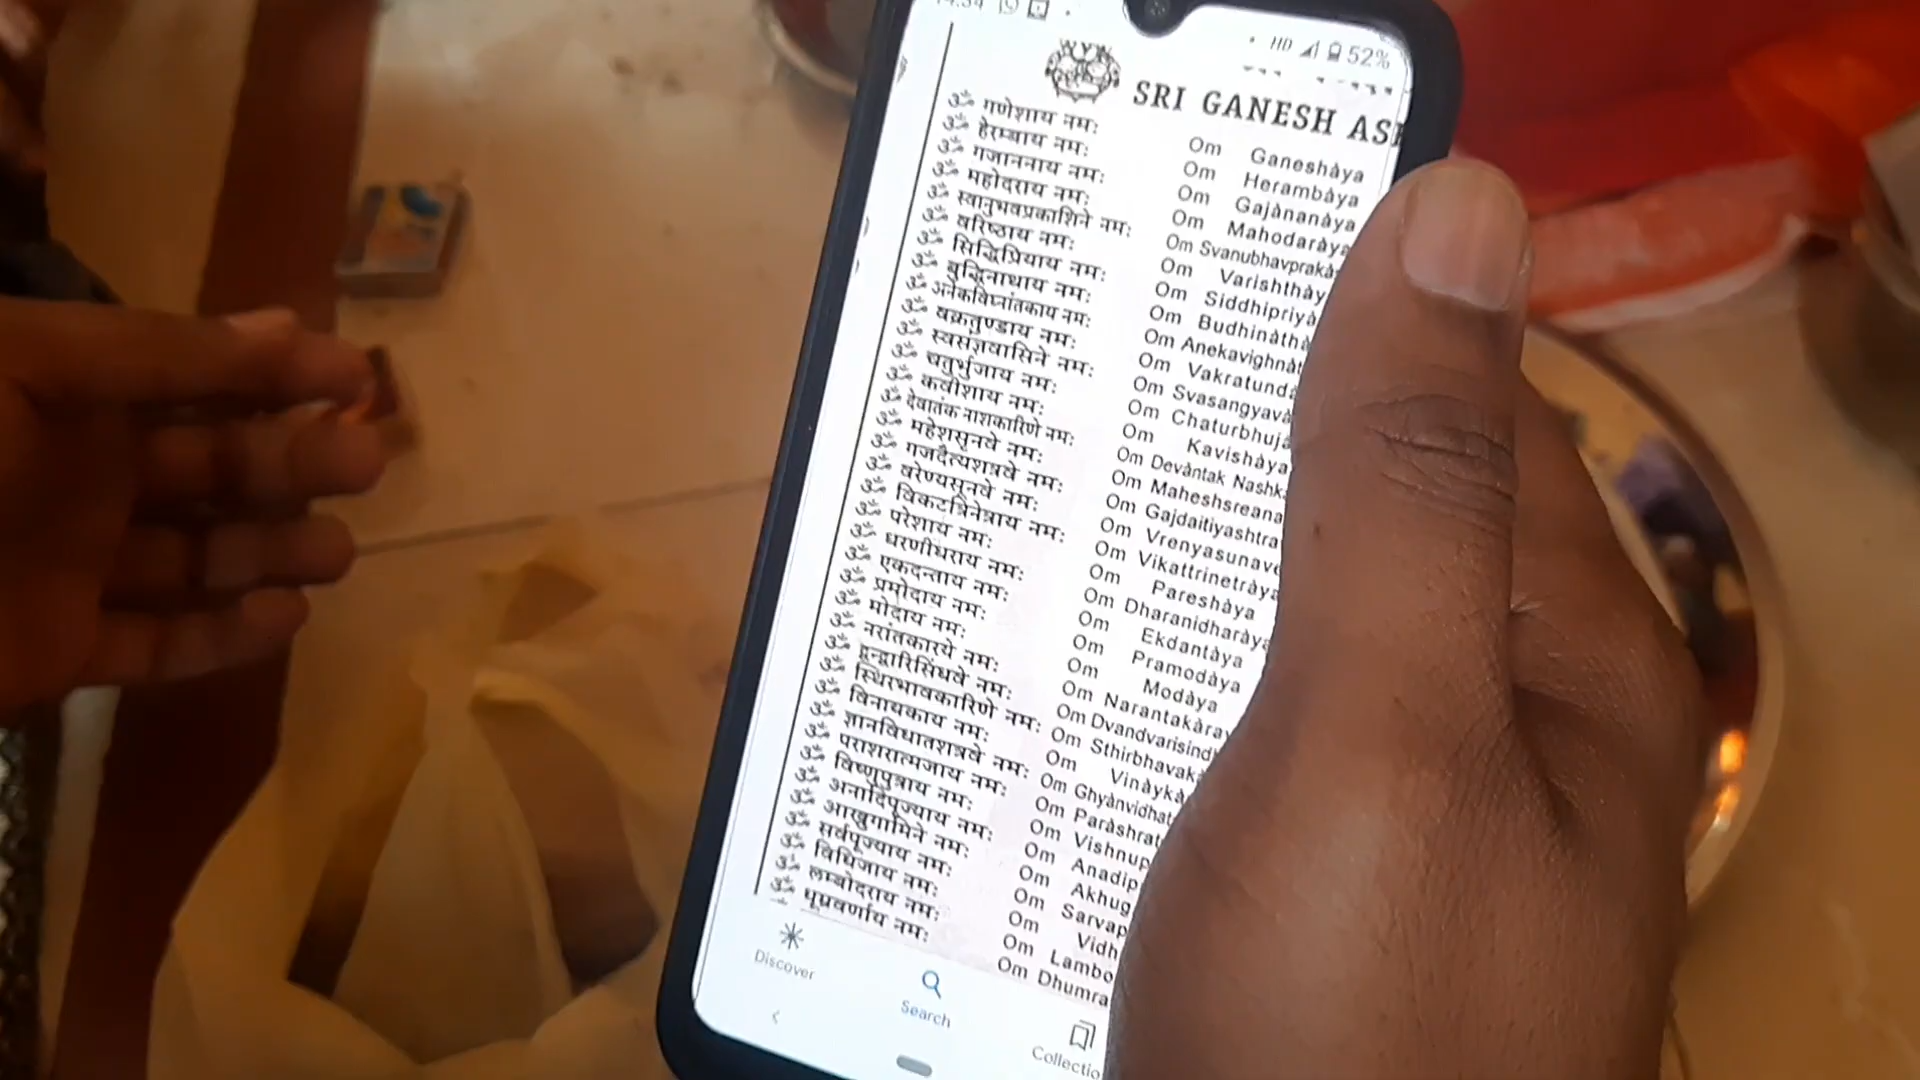 52%
HD
SRI GANESH AS
ॐ गणेशाय नमः Om Ganeshàya
ॐ हेरम्बाय नमः Om Herambàya
ॐ गजाननाय नमः Om Gajànanàya
ॐ महोदराय नमः Om Mahodaràya
ॐ स्वानुभवप्रकाशिने नमः Om Svanubhavprakà
ॐ वरिष्ठाय नमः Om Varishthày
ॐ सिद्धिप्रियाय नमः Om Siddhipriyà
ॐ बुद्धिनाथाय नमः Om Budhinàthà
ॐ अनेकविघ्नांतकाय नमः Om Anekavighnàt
ॐ वक्रतुण्डाय नमः Om Vakratundà
ॐ स्वसंज्ञवासिने नमः Om Svasangyavà
ॐ चतुर्भुजाय नमः Om Chaturbhujà
ॐ कवीशाय नमः Om Kavishàya
ॐ देवातंक नाशकारिणे नमः Om Devàntak Nashk
ॐ महेशसूनवे नमः Om Maheshsreana
ॐ गजदैत्यशत्रवे नमः Om Gajdaitiyashtra
ॐ वरेण्यसूनवे नमः Om Vrenyasunave
ॐ विकटत्रिनेत्राय नमः Om Vikattrinetràya
ॐ परेशाय नमः Om Pareshàya
ॐ धरणीधराय नमः Om Dharanidharàya
ॐ एकदन्ताय नमः Om Ekdantàya
ॐ प्रमोदाय नमः Om Pramodàya
ॐ मोदाय नमः Om Modàya
ॐ नरांतकारये नमः Om Narantakàray
ॐ द्वन्द्वारिसिंधवे नमः Om Dvandvarisind
ॐ स्थिरभावकारिणे नमः Om Sthirbhavakà
ॐ विनायकाय नमः Om Vinàykà
ॐ ज्ञानविधातशत्रवे नमः Om Ghyànvidhat
ॐ पराशरात्मजाय नमः Om Paràshrat
ॐ विष्णुपुत्राय नमः Om Vishnup
ॐ अनादिपूज्याय नमः Om Anadip
ॐ आखुगामिने नमः Om Akhug
ॐ सर्वपूज्याय नमः Om Sarvap
ॐ विधिजाय नमः Om Vidh
ॐ लम्बोदराय नमः Om Lambo
ॐ धूम्रवर्णाय नमः Om Dhumra
Discover
Search
Collectio